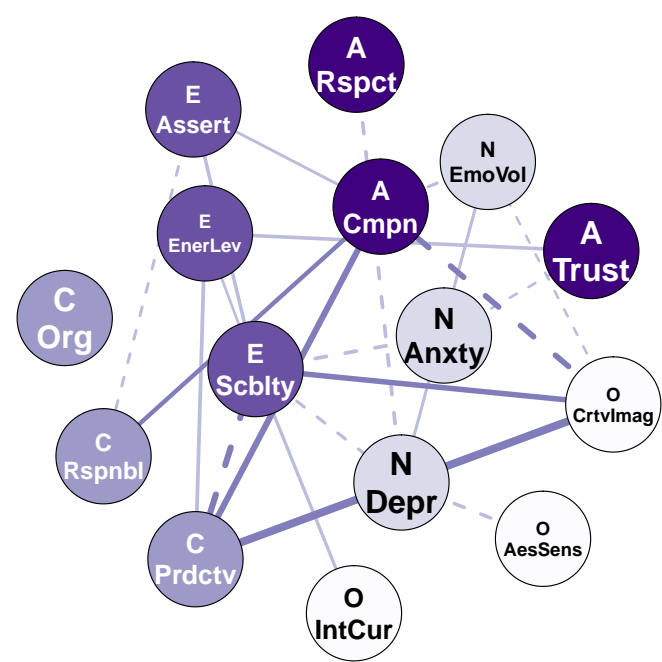 A
Rspct
E
Assert
N
EmoVol
A
Cmpn
E
EnerLev
A
Trust
C
Org
N
Anxty
E
Scblty
O
CrtvImag
C
Rspnbl
N
Depr
O
AesSens
C
Prdctv
O
IntCur